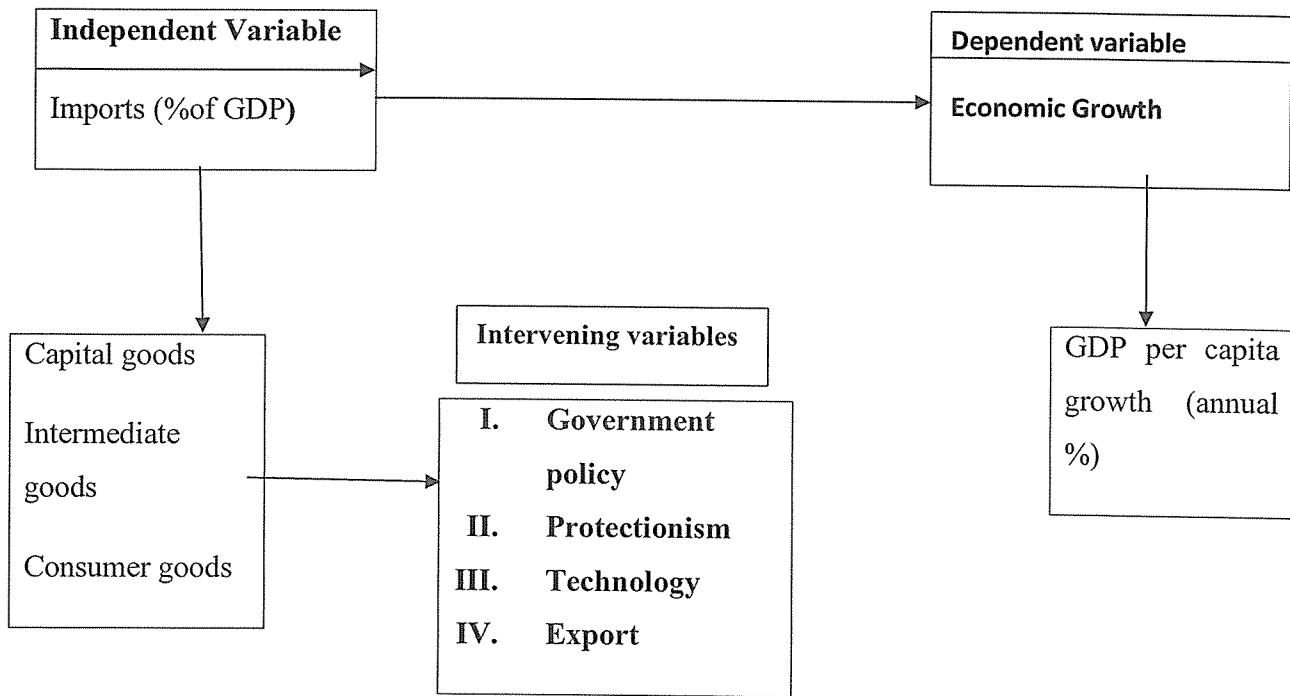 Independent Variable
Imports (%of GDP)
Dependent variable
Economic Growth
Capital goods
Intermediate
goods
Consumer goods
Intervening variables
I. Government
policy
II. Protectionism
III. Technology
IV. Export
GDP per capita
growth (annual
%)